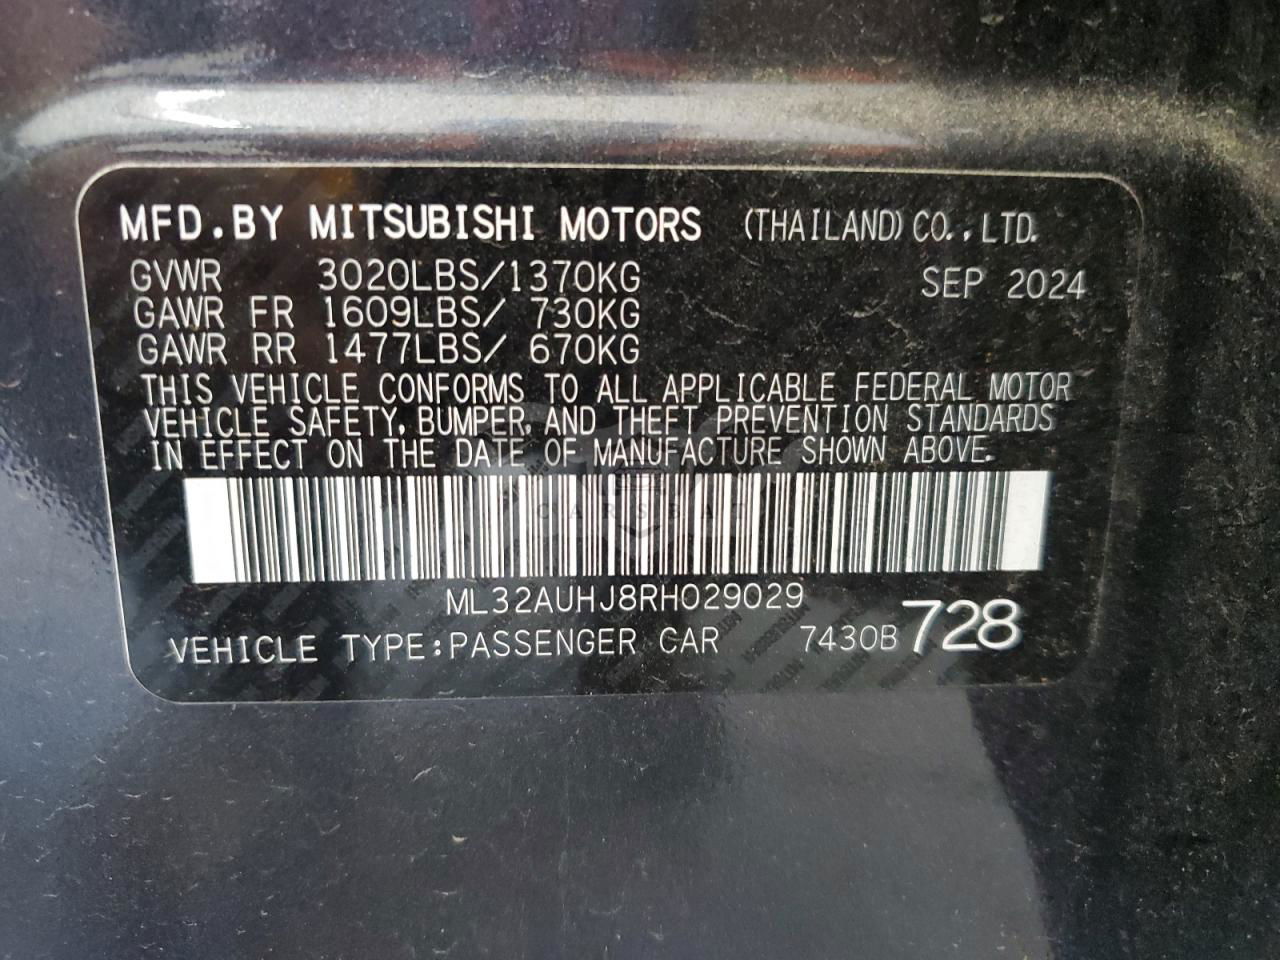 MFD.BY MITSUBISHI MOTORS (THAILAND) CO.,LTD.
GVWR 3020LBS/1370KG SEP 2024
GAWR FR 1609LBS/ 730KG
GAWR RR 1477LBS/ 670KG
THIS VEHICLE CONFORMS TO ALL APPLICABLE FEDERAL MOTOR
VEHICLE SAFETY, BUMPER, AND THEFT PREVENTION STANDARDS
IN EFFECT ON THE DATE OF MANUFACTURE SHOWN ABOVE.
ML32AUHJ8RH029029
VEHICLE TYPE:PASSENGER CAR 7430B 728